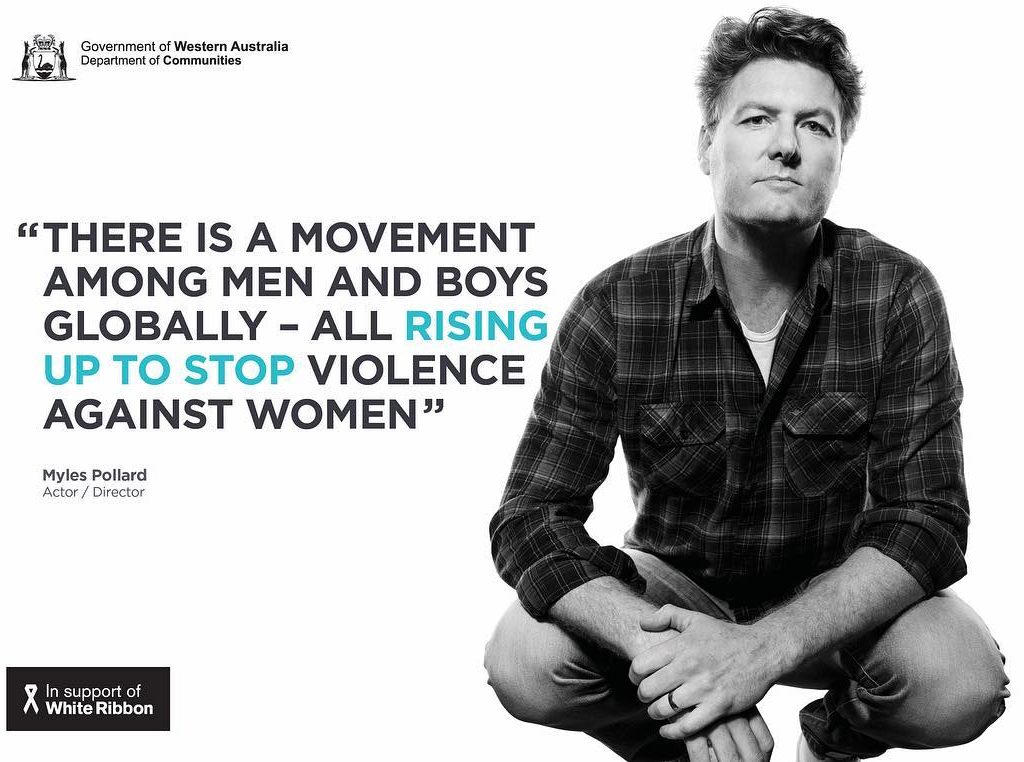 Government of Western Australia
Department of Communities
“THERE IS A MOVEMENT
AMONG MEN AND BOYS
GLOBALLY – ALL RISING
UP TO STOP VIOLENCE
AGAINST WOMEN”
Myles Pollard
Actor / Director
In support of
White Ribbon